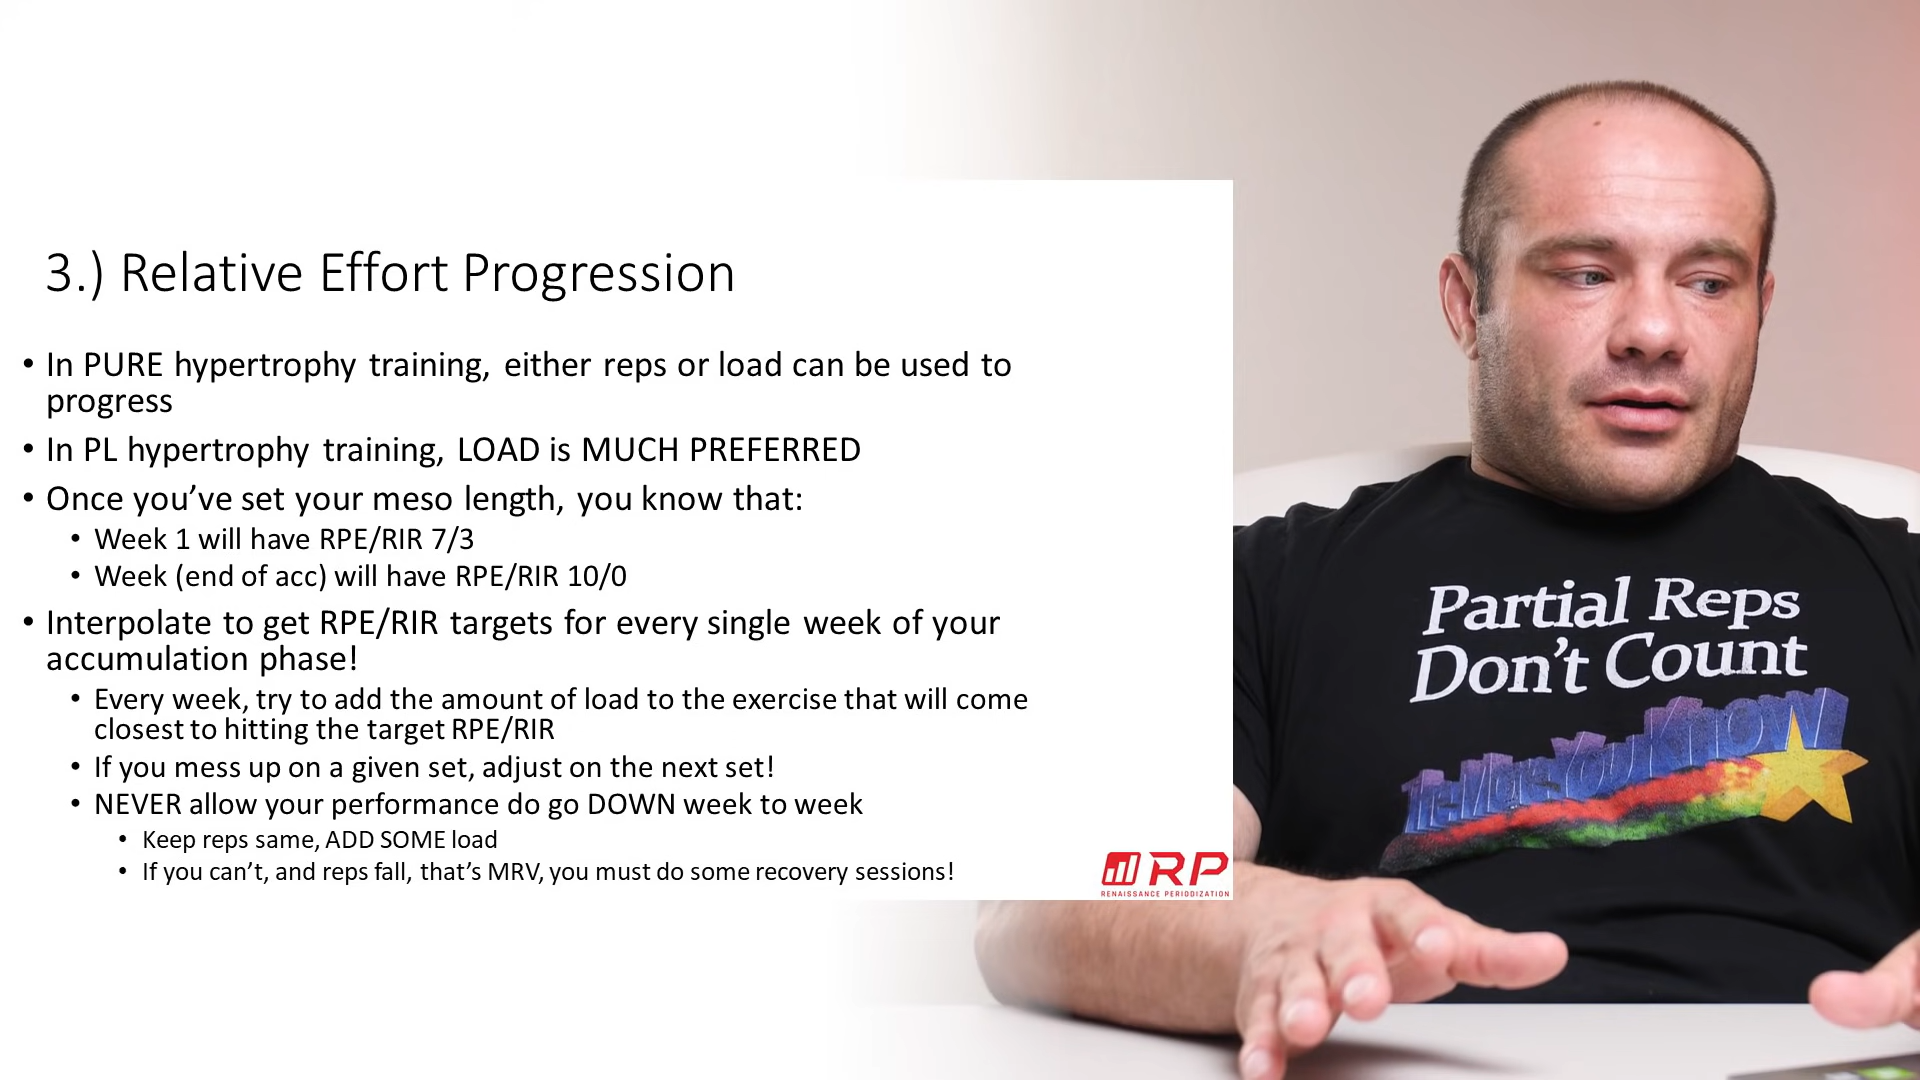 3.) Relative Effort Progression
• In PURE hypertrophy training, either reps or load can be used to
progress
• In PL hypertrophy training, LOAD is MUCH PREFERRED
• Once you’ve set your meso length, you know that:
• Week 1 will have RPE/RIR 7/3
• Week (end of acc) will have RPE/RIR 10/0
• Interpolate to get RPE/RIR targets for every single week of your
accumulation phase!
• Every week, try to add the amount of load to the exercise that will come
closest to hitting the target RPE/RIR
• If you mess up on a given set, adjust on the next set!
• NEVER allow your performance do go DOWN week to week
• Keep reps same, ADD SOME load
• If you can’t, and reps fall, that’s MRV, you must do some recovery sessions!
RP
RENAISSANCE PERIODIZATION
Partial Reps
Don’t Count
The More You Know